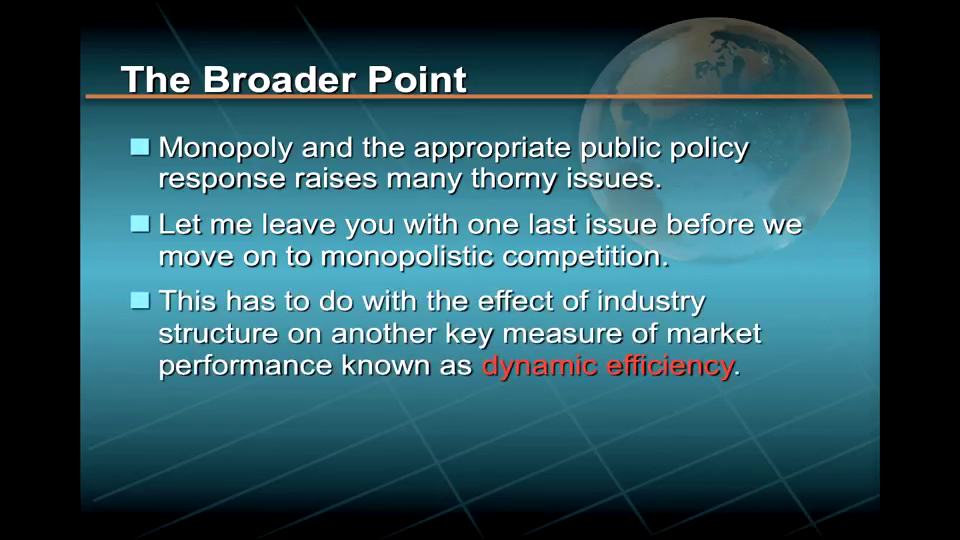 The Broader Point
Monopoly and the appropriate public policy
response raises many thorny issues.
Let me leave you with one last issue before we
move on to monopolistic competition.
This has to do with the effect of industry
structure on another key measure of market
performance known as dynamic efficiency.